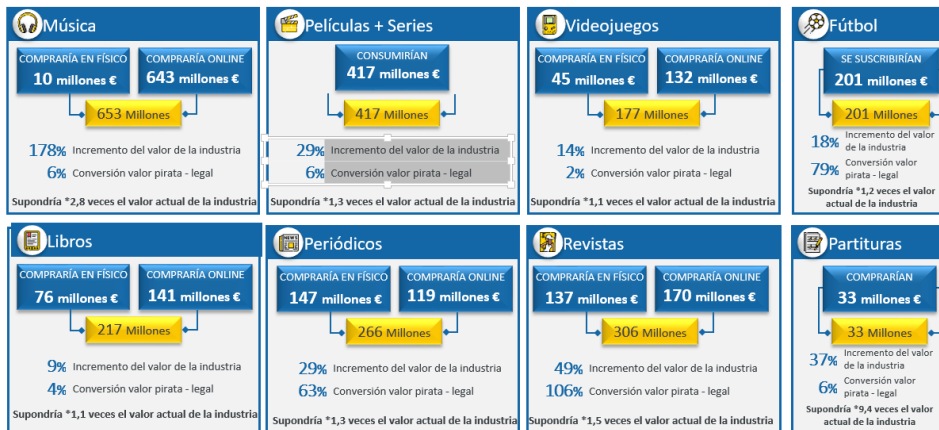 Música
COMPRARÍA EN FÍSICO
10 millones €
COMPRARÍA ONLINE
643 millones €
653 Millones
178% Incremento del valor de la industria
6% Conversión valor pirata - legal
Supondría *2,8 veces el valor actual de la industria
Películas + Series
CONSUMIRÍAN
417 millones €
417 Millones
29% Incremento del valor de la industria
6% Conversión valor pirata - legal
Supondría *1,3 veces el valor actual de la industria
Videojuegos
COMPRARÍA EN FÍSICO
45 millones €
COMPRARÍA ONLINE
132 millones €
177 Millones
14% Incremento del valor de la industria
2% Conversión valor pirata - legal
Supondría *1,1 veces el valor actual de la industria
Fútbol
SE SUSCRIBIRÍAN
201 millones €
201 Millones
18% Incremento del valor
de la industria
79% Conversión valor
pirata - legal
Supondría *1,2 veces el valor
actual de la industria
Libros
COMPRARÍA EN FÍSICO
76 millones €
COMPRARÍA ONLINE
141 millones €
217 Millones
9% Incremento del valor de la industria
4% Conversión valor pirata - legal
Supondría *1,1 veces el valor actual de la industria
Periódicos
COMPRARÍA EN FÍSICO
147 millones €
COMPRARÍA ONLINE
119 millones €
266 Millones
29% Incremento del valor de la industria
63% Conversión valor pirata - legal
Supondría *1,3 veces el valor actual de la industria
Revistas
COMPRARÍA EN FÍSICO
137 millones €
COMPRARÍA ONLINE
170 millones €
306 Millones
49% Incremento del valor de la industria
106% Conversión valor pirata - legal
Supondría *1,5 veces el valor actual de la industria
Partituras
COMPRARÍAN
33 millones €
33 Millones
37% Incremento del valor
de la industria
6% Conversión valor
pirata - legal
Supondría *9,4 veces el valor
actual de la industria